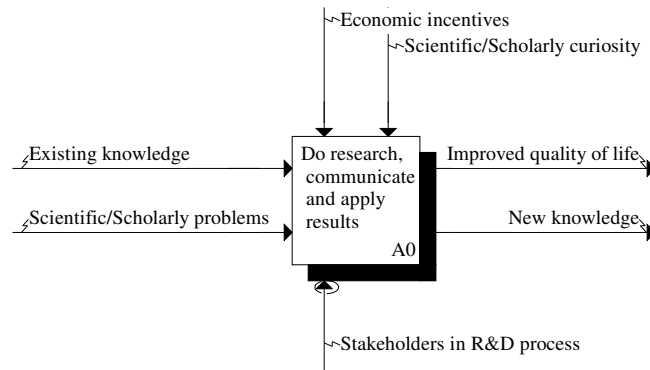 Economic incentives
Scientific/Scholarly curiosity
Existing knowledge
Do research,
communicate
and apply
results
Improved quality of life
Scientific/Scholarly problems
New knowledge
A0
Stakeholders in R&D process